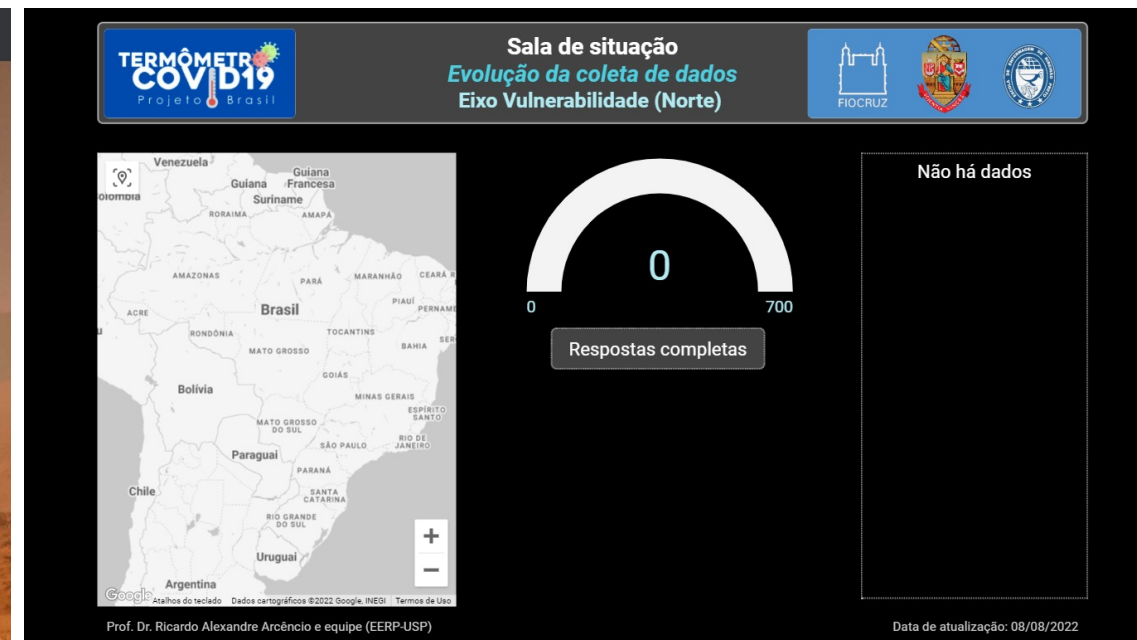 TERMÔMETRO
COVID19
Projeto Brasil
Sala de situação
Evolução da coleta de dados
Eixo Vulnerabilidade (Norte)
FIOCRUZ
Venezuela
Guiana
Guiana Francesa
Colombia
Suriname
RORAIMA
AMAPÁ
AMAZONAS
PARÁ
MARANHÃO
CEARÁ
ACRE
Brasil
PIAUÍ
PERNAM
RONDÔNIA
TOCANTINS
MATO GROSSO
BAHIA
SER
GOIÁS
Bolívia
MINAS GERAIS
ESPÍRITO
SANTO
MATO GROSSO
DO SUL
RIO DE
JANEIRO
SÃO PAULO
Paraguai
PARANÁ
Chile
SANTA
CATARINA
RIO GRANDE
DO SUL
Uruguai
Argentina
Google
Atalhos do teclado Dados cartográficos ©2022 Google, INEGI Termos de Uso
0
0 700
Respostas completas
Não há dados
Prof. Dr. Ricardo Alexandre Arcêncio e equipe (EERP-USP)
Data de atualização: 08/08/2022